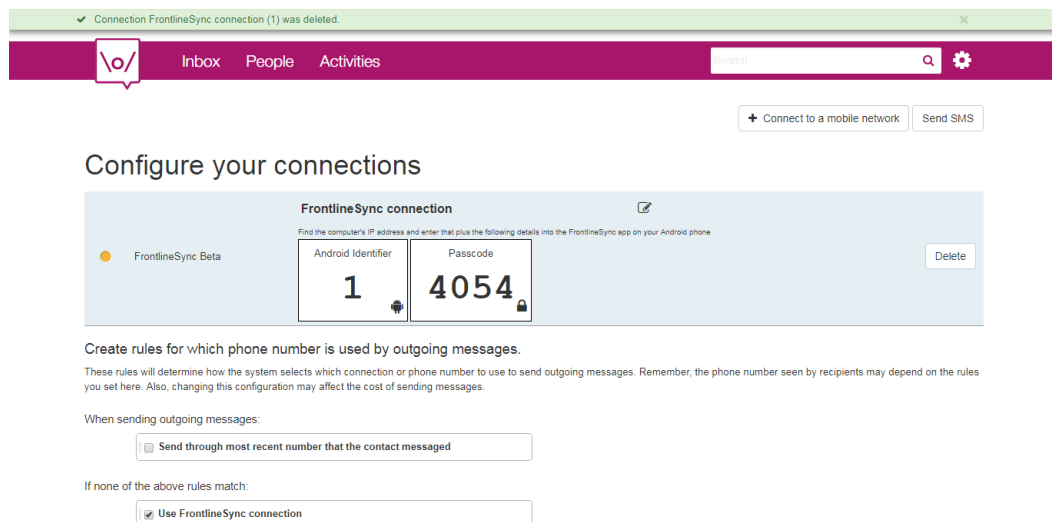 Connection FrontlineSync connection (1) was deleted.
\o/
Inbox People Activities
Search
Connect to a mobile network
Send SMS
Configure your connections
FrontlineSync connection
Find the computer's IP address and enter that plus the following details into the FrontlineSync app on your Android phone
FrontlineSync Beta
Android Identifier
1
Passcode
4054
Delete
Create rules for which phone number is used by outgoing messages.
These rules will determine how the system selects which connection or phone number to use to send outgoing messages. Remember, the phone number seen by recipients may depend on the rules
you set here. Also, changing this configuration may affect the cost of sending messages.
When sending outgoing messages:
Send through most recent number that the contact messaged
If none of the above rules match:
Use FrontlineSync connection